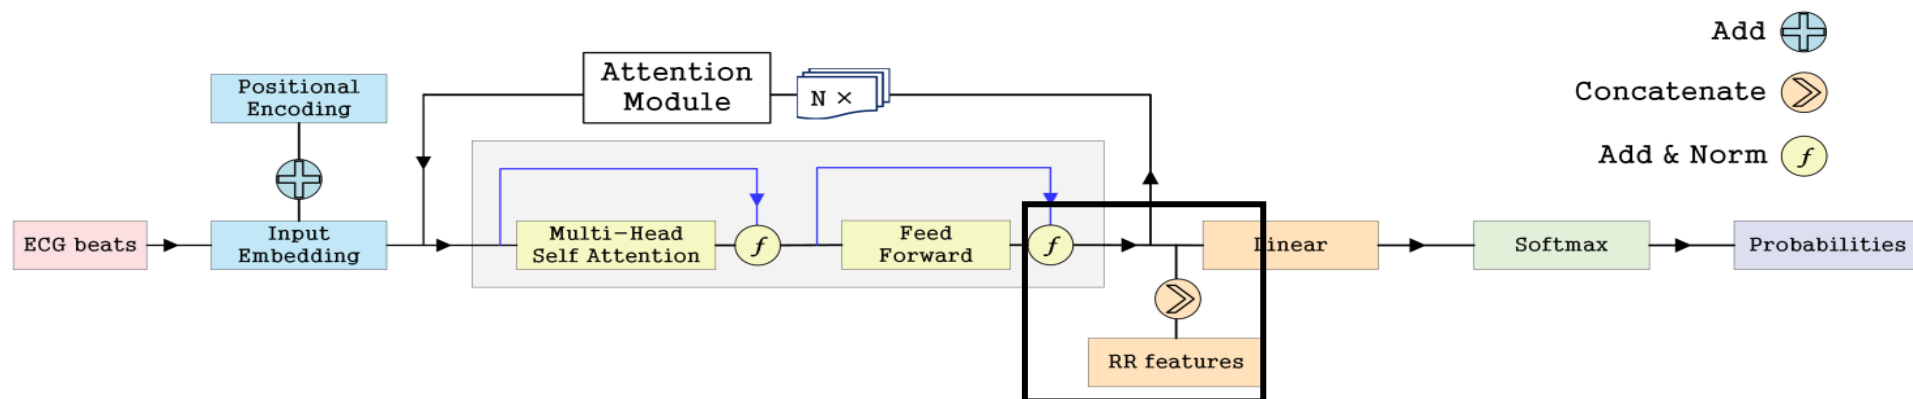 Add
Concatenate
Add & Norm
f
Attention
Module
N ×
Positional
Encoding
ECG beats
Input
Embedding
Multi-Head
Self Attention
f
Feed
Forward
f
Linear
Softmax
Probabilities
RR features